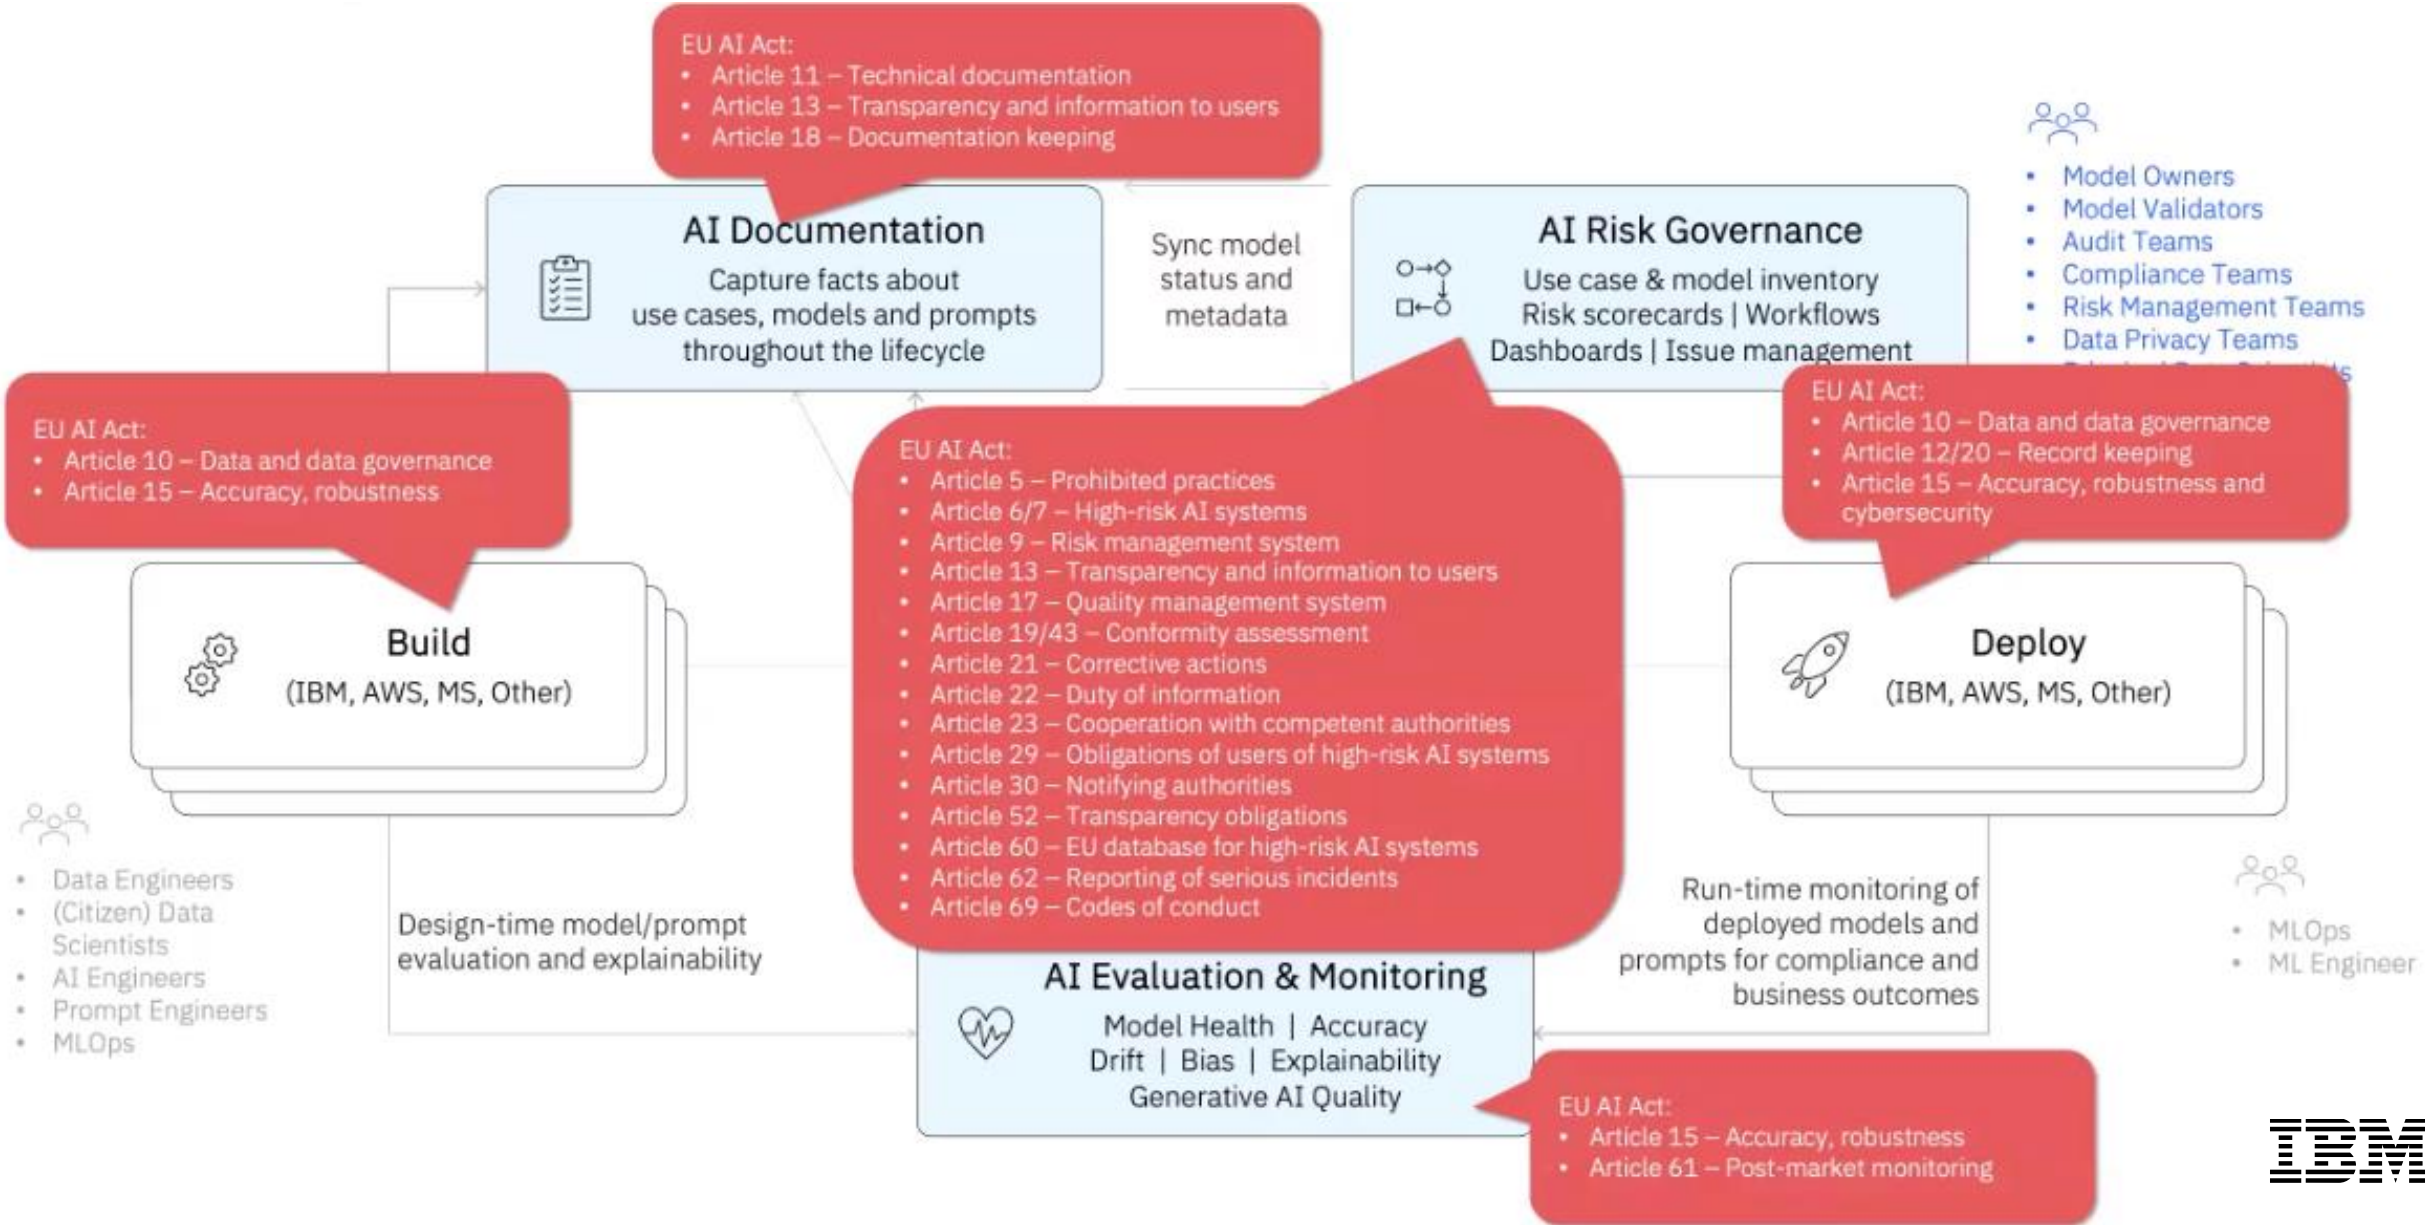 EU AI Act:
• Article 11 – Technical documentation
• Article 13 – Transparency and information to users
• Article 18 – Documentation keeping
AI Documentation
Capture facts about
use cases, models and prompts
throughout the lifecycle
Sync model
status and
metadata
AI Risk Governance
Use case & model inventory
Risk scorecards | Workflows
Dashboards | Issue management
• Model Owners
• Model Validators
• Audit Teams
• Compliance Teams
• Risk Management Teams
• Data Privacy Teams
EU AI Act:
• Article 10 – Data and data governance
• Article 15 – Accuracy, robustness
EU AI Act:
• Article 5 – Prohibited practices
• Article 6/7 – High-risk AI systems
• Article 9 – Risk management system
• Article 13 – Transparency and information to users
• Article 17 – Quality management system
• Article 19/43 – Conformity assessment
• Article 21 – Corrective actions
• Article 22 – Duty of information
• Article 23 – Cooperation with competent authorities
• Article 29 – Obligations of users of high-risk AI systems
• Article 30 – Notifying authorities
• Article 52 – Transparency obligations
• Article 60 – EU database for high-risk AI systems
• Article 62 – Reporting of serious incidents
• Article 69 – Codes of conduct
EU AI Act:
• Article 10 – Data and data governance
• Article 12/20 – Record keeping
• Article 15 – Accuracy, robustness and
cybersecurity
Build
(IBM, AWS, MS, Other)
Deploy
(IBM, AWS, MS, Other)
• Data Engineers
• (Citizen) Data
Scientists
• AI Engineers
• Prompt Engineers
• MLOps
Design-time model/prompt
evaluation and explainability
AI Evaluation & Monitoring
Model Health | Accuracy
Drift | Bias | Explainability
Generative AI Quality
Run-time monitoring of
deployed models and
prompts for compliance and
business outcomes
• MLOps
• ML Engineer
EU AI Act:
• Article 15 – Accuracy, robustness
• Article 61 – Post-market monitoring
IBM